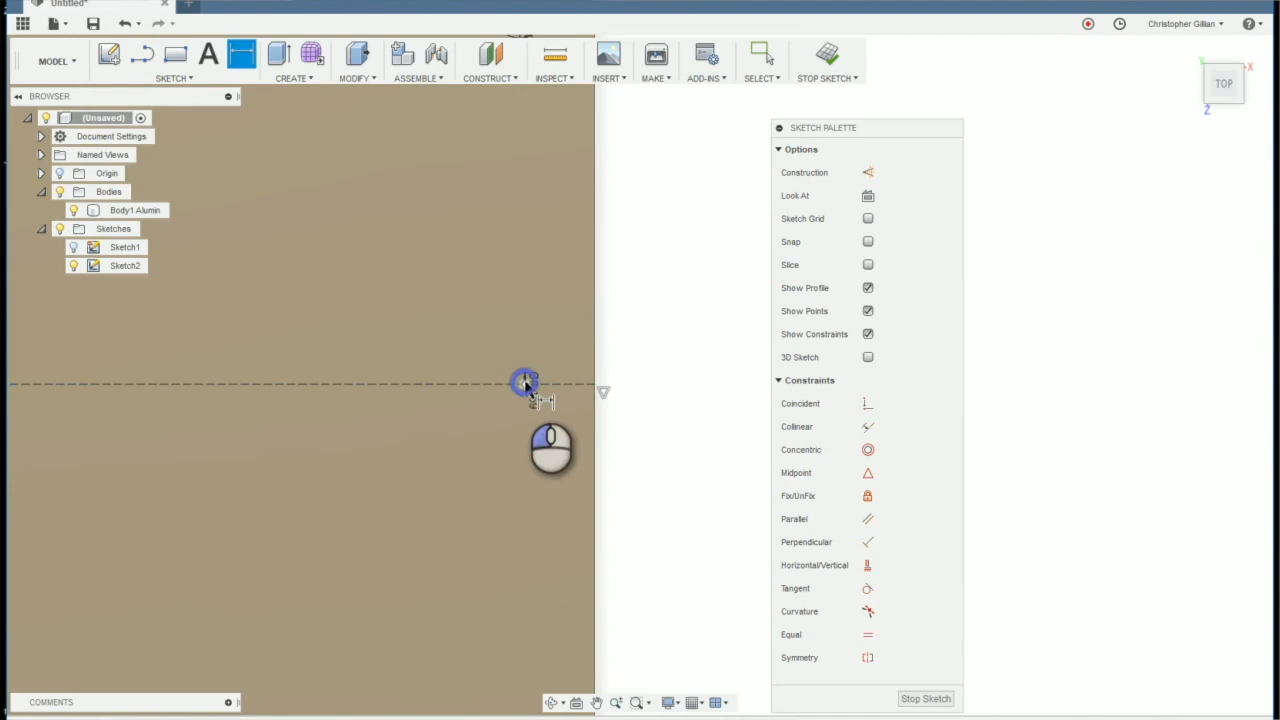 Untitled*
Christopher Gillian
MODEL
SKETCH
CREATE
MODIFY
ASSEMBLE
CONSTRUCT
INSPECT
INSERT
MAKE
ADD-INS
SELECT
STOP SKETCH
TOP
X
Y
Z
BROWSER
(Unsaved)
Document Settings
Named Views
Origin
Bodies
Body1 Alumin
Sketches
Sketch1
Sketch2
SKETCH PALETTE
Options
Construction
Look At
Sketch Grid
Snap
Slice
Show Profile
Show Points
Show Constraints
3D Sketch
Constraints
Coincident
Collinear
Concentric
Midpoint
Fix/UnFix
Parallel
Perpendicular
Horizontal/Vertical
Tangent
Curvature
Equal
Symmetry
Stop Sketch
COMMENTS